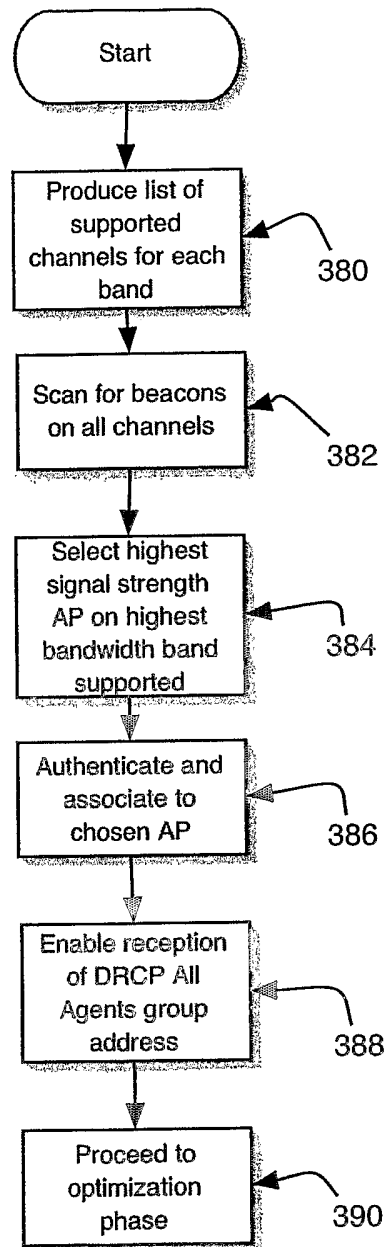 Start
Produce list of
supported
channels for each
band
380
Scan for beacons
on all channels
382
Select highest
signal strength
AP on highest
bandwidth band
supported
384
Authenticate and
associate to
chosen AP
386
Enable reception
of DRCP All
Agents group
address
388
Proceed to
optimization
phase
390